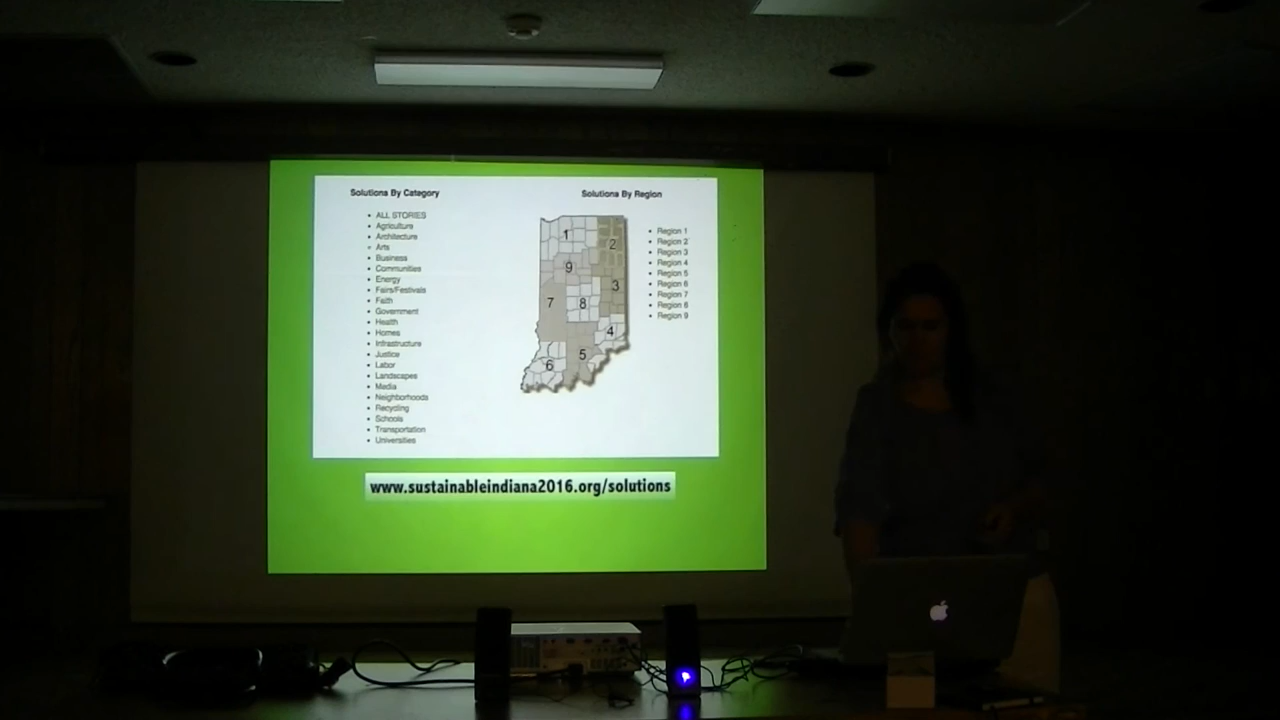 Solutions By Category
ALL STORIES
Agriculture
Architecture
Arts
Business
Communities
Energy
Fairs/Festivals
Faith
Government
Health
Homes
Infrastructure
Justice
Labor
Landscapes
Media
Neighborhoods
Recycling
Schools
Transportation
Universities
Solutions By Region
1
2
9
3
7
8
4
5
6
Region 1
Region 2
Region 3
Region 4
Region 5
Region 6
Region 7
Region 8
Region 9
www.sustainableindiana2016.org/solutions